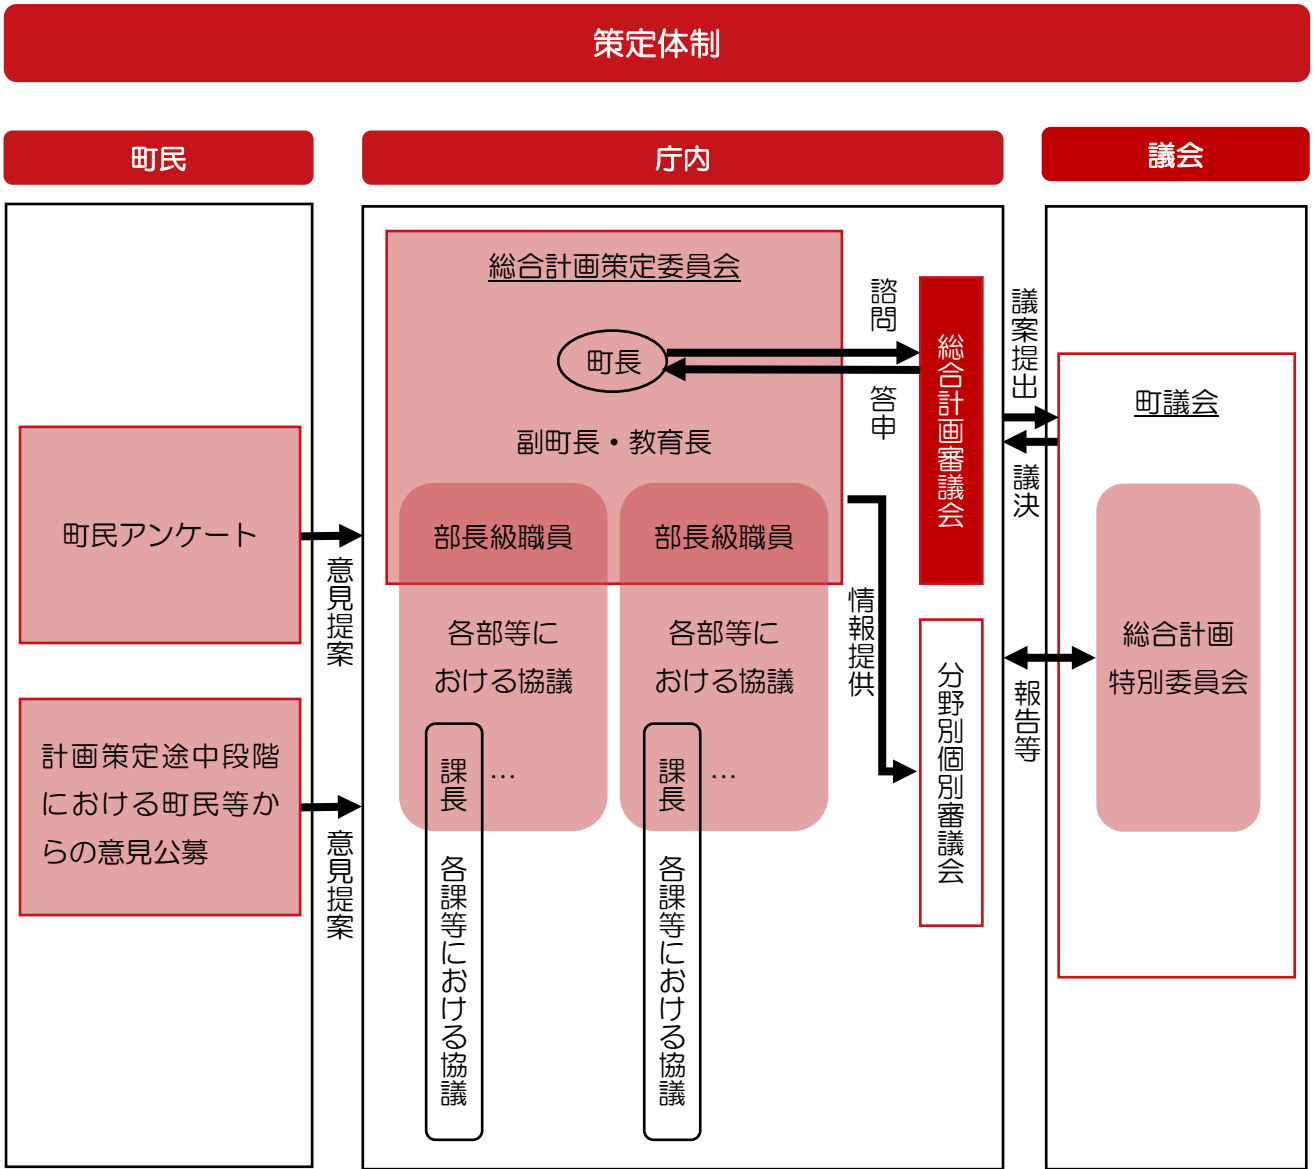 策定体制
町民
庁内
議会
町民アンケート
意見提案
計画策定途中段階
における町民等か
らの意見公募
意見提案
総合計画策定委員会
町長
副町長・教育長
部長級職員
各部等に
おける協議
課長
…
各課等における協議
部長級職員
各部等に
おける協議
課長
…
各課等における協議
諮問
答申
総合計画審議会
情報提供
分野別個別審議会
議案提出
議決
報告等
町議会
総合計画
特別委員会